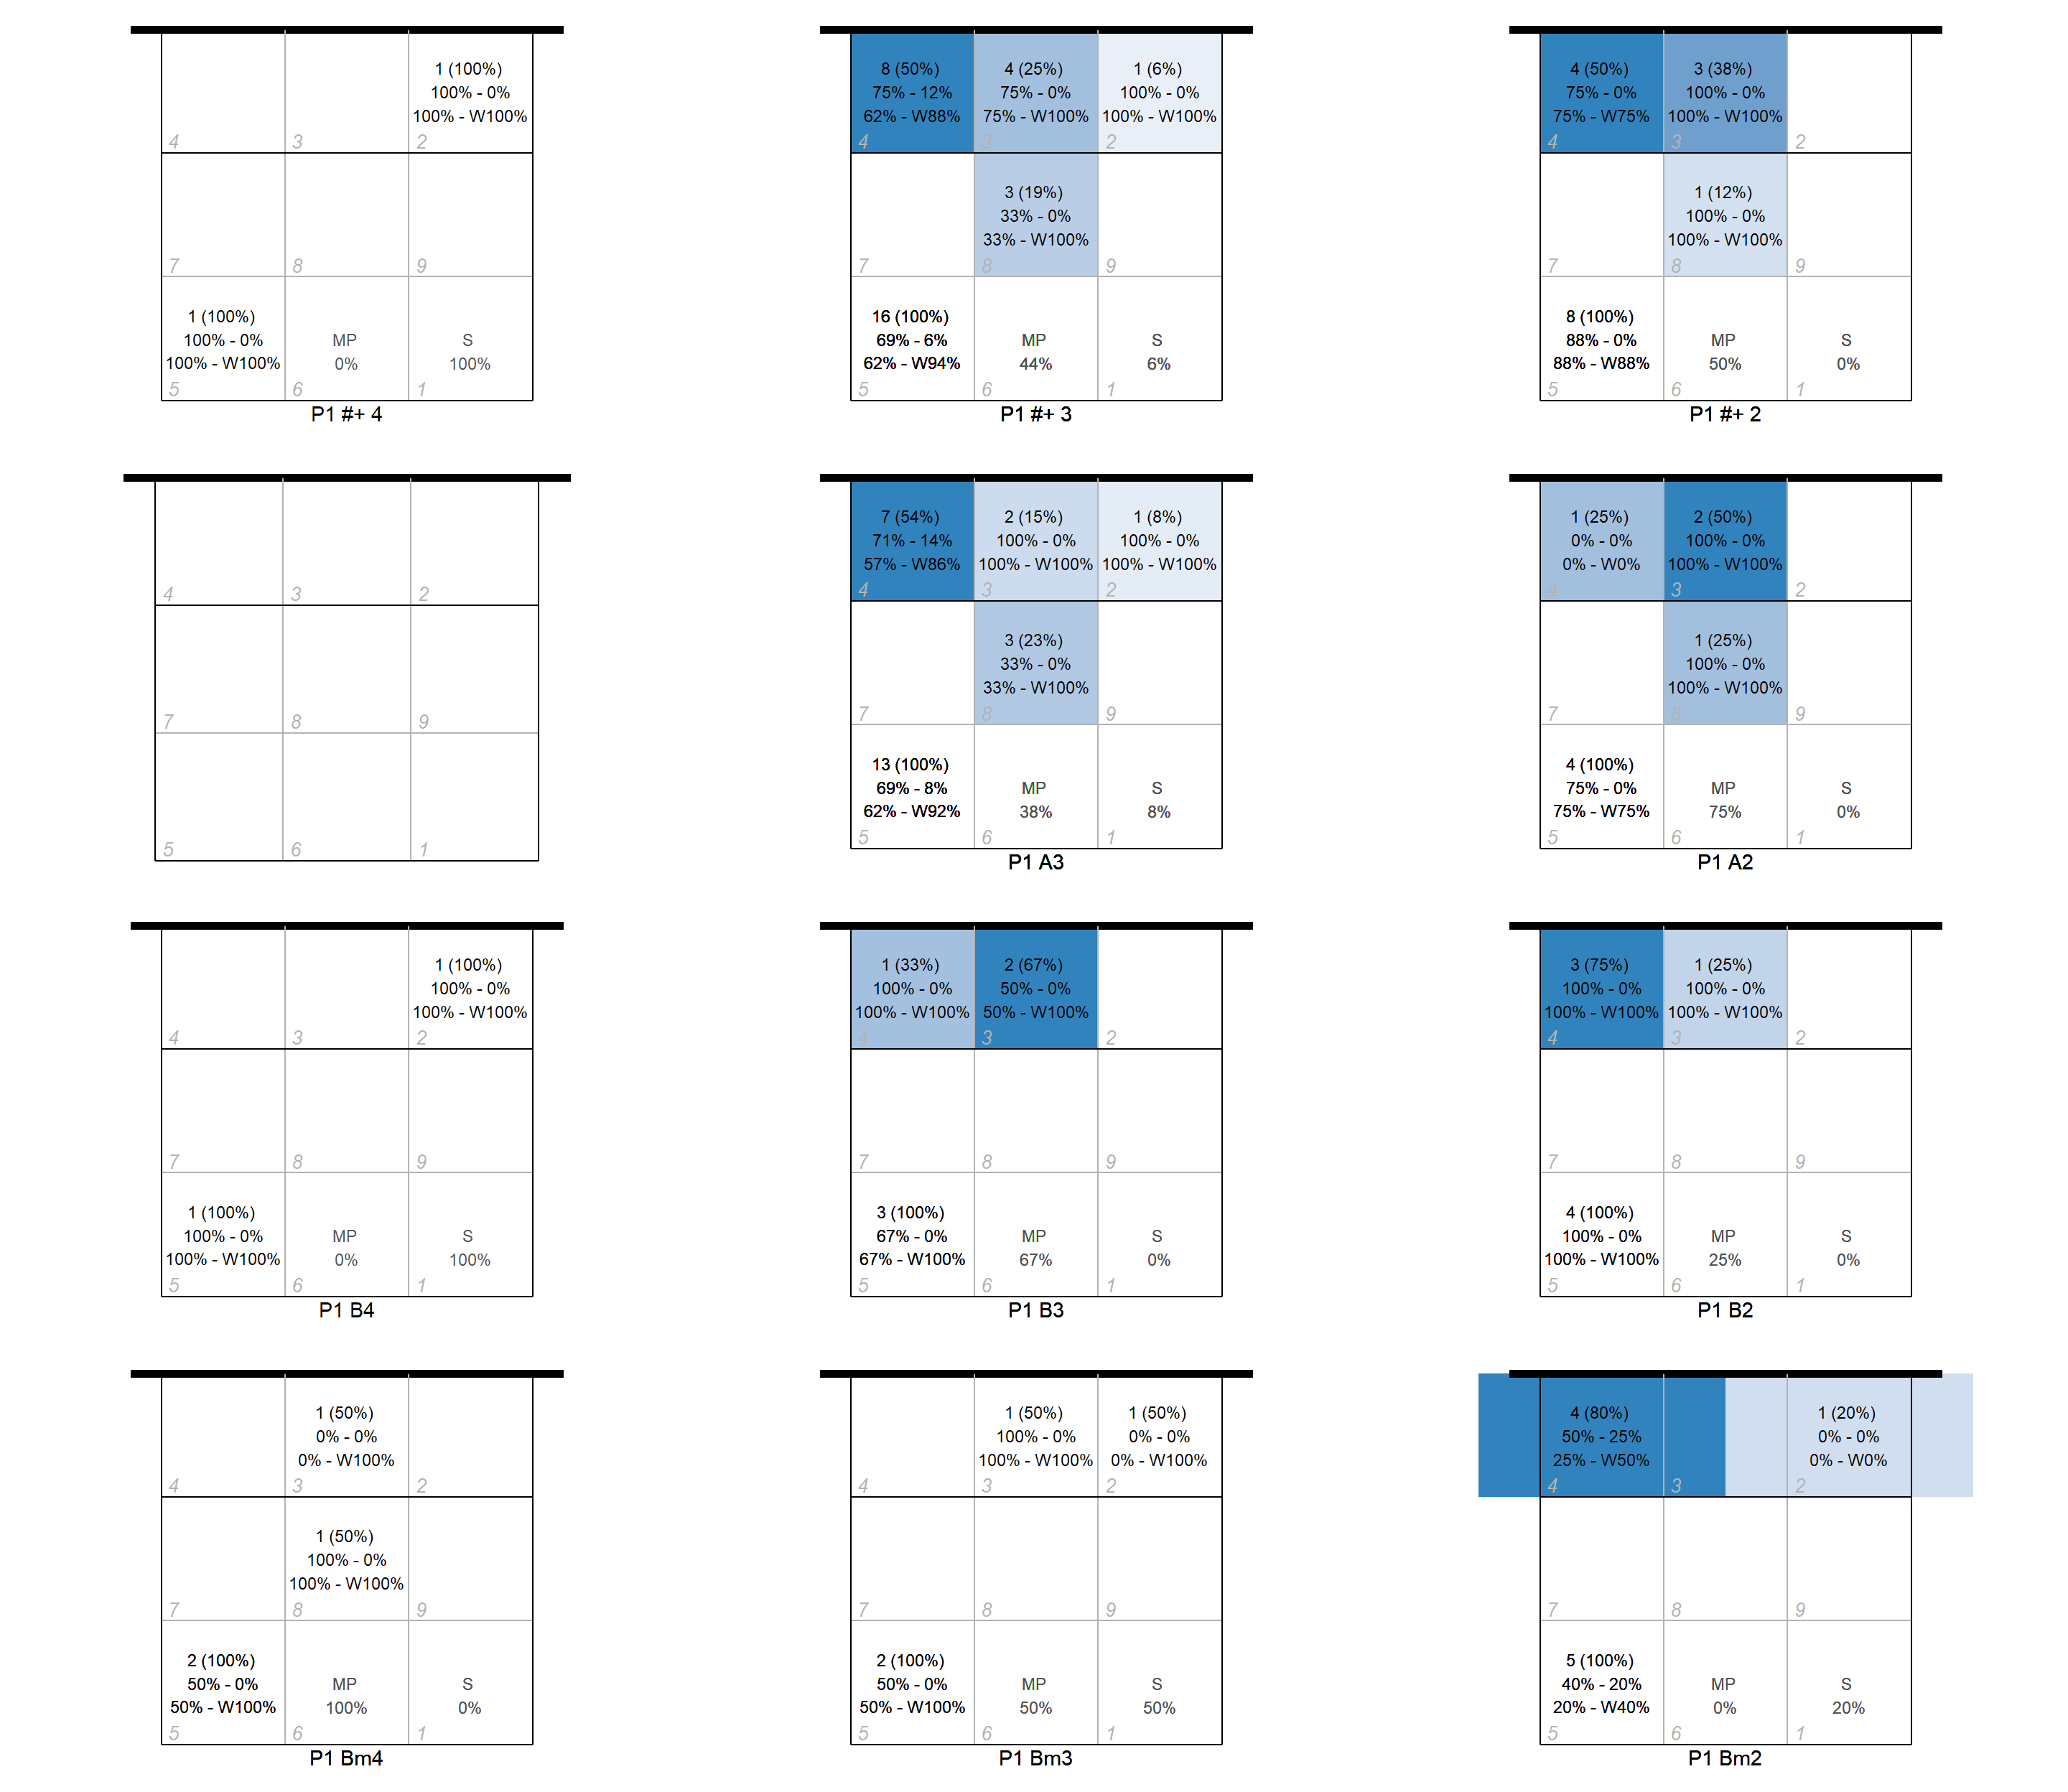 1 (100%)
100% - 0%
100% - W100%
4 3 2
7 8 9
1 (100%)
100% - 0%
100% - W100%
MP
0%
S
100%
5 6 1
P1 #+ 4
8 (50%)
75% - 12%
62% - W88%
4 (25%)
75% - 0%
75% - W100%
1 (6%)
100% - 0%
100% - W100%
4 3 2
3 (19%)
33% - 0%
33% - W100%
7 8 9
16 (100%)
69% - 6%
62% - W94%
MP
44%
S
6%
5 6 1
P1 #+ 3
4 (50%)
75% - 0%
75% - W75%
3 (38%)
100% - 0%
100% - W100%
4 3 2
1 (12%)
100% - 0%
100% - W100%
7 8 9
8 (100%)
88% - 0%
88% - W88%
MP
50%
S
0%
5 6 1
P1 #+ 2
4 3 2
7 8 9
5 6 1
7 (54%)
71% - 14%
57% - W86%
2 (15%)
100% - 0%
100% - W100%
1 (8%)
100% - 0%
100% - W100%
4 3 2
3 (23%)
33% - 0%
33% - W100%
7 8 9
13 (100%)
69% - 8%
62% - W92%
MP
38%
S
8%
5 6 1
P1 A3
1 (25%)
0% - 0%
0% - W0%
2 (50%)
100% - 0%
100% - W100%
4 3 2
1 (25%)
100% - 0%
100% - W100%
7 8 9
4 (100%)
75% - 0%
75% - W75%
MP
75%
S
0%
5 6 1
P1 A2
1 (100%)
100% - 0%
100% - W100%
4 3 2
7 8 9
1 (100%)
100% - 0%
100% - W100%
MP
0%
S
100%
5 6 1
P1 B4
1 (33%)
100% - 0%
100% - W100%
2 (67%)
50% - 0%
50% - W100%
4 3 2
7 8 9
3 (100%)
67% - 0%
67% - W100%
MP
67%
S
0%
5 6 1
P1 B3
3 (75%)
100% - 0%
100% - W100%
1 (25%)
100% - 0%
100% - W100%
4 3 2
7 8 9
4 (100%)
100% - 0%
100% - W100%
MP
25%
S
0%
5 6 1
P1 B2
1 (50%)
0% - 0%
0% - W100%
4 3 2
1 (50%)
100% - 0%
100% - W100%
7 8 9
2 (100%)
50% - 0%
50% - W100%
MP
100%
S
0%
5 6 1
P1 Bm4
1 (50%)
100% - 0%
100% - W100%
1 (50%)
0% - 0%
0% - W100%
4 3 2
7 8 9
2 (100%)
50% - 0%
50% - W100%
MP
50%
S
50%
5 6 1
P1 Bm3
4 (80%)
50% - 25%
25% - W50%
1 (20%)
0% - 0%
0% - W0%
4 3 2
7 8 9
5 (100%)
40% - 20%
20% - W40%
MP
0%
S
20%
5 6 1
P1 Bm2